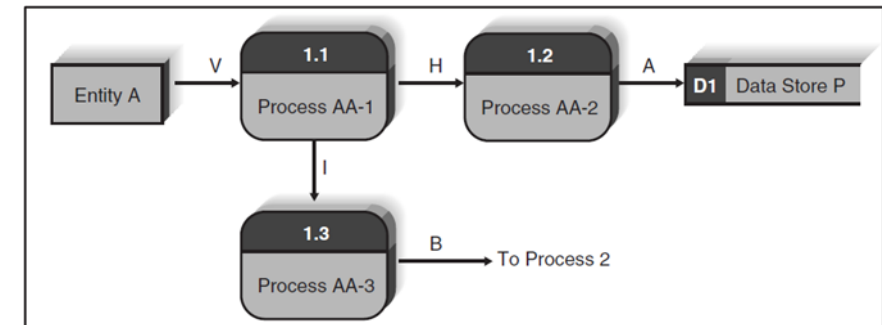 1.1
1.2
V
H
A
Entity A
Process AA-1
Process AA-2
D1 Data Store P
I
1.3
B
To Process 2
Process AA-3